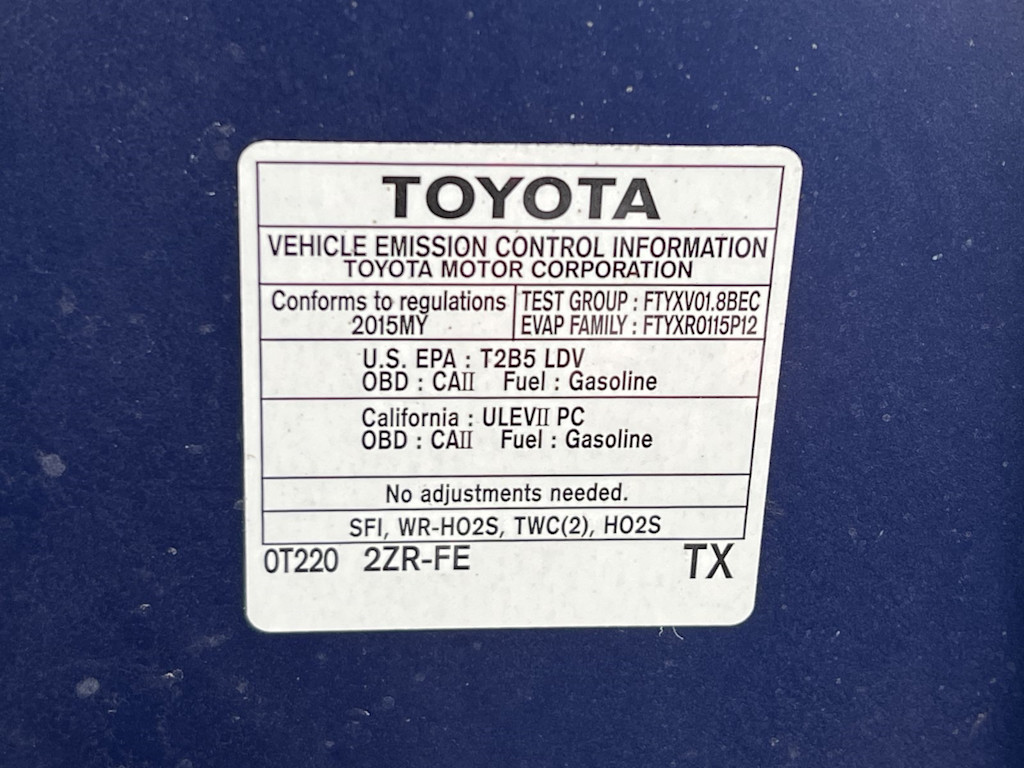 TOYOTA
VEHICLE EMISSION CONTROL INFORMATION
TOYOTA MOTOR CORPORATION
Conforms to regulations
2015MY
TEST GROUP : FTYXV01.8BEC
EVAP FAMILY : FTYXR0115P12
U.S. EPA : T2B5 LDV
OBD : CAII Fuel : Gasoline
California : ULEVII PC
OBD : CAII Fuel : Gasoline
No adjustments needed.
SFI, WR-HO2S, TWC(2), HO2S
0T220 2ZR-FE TX